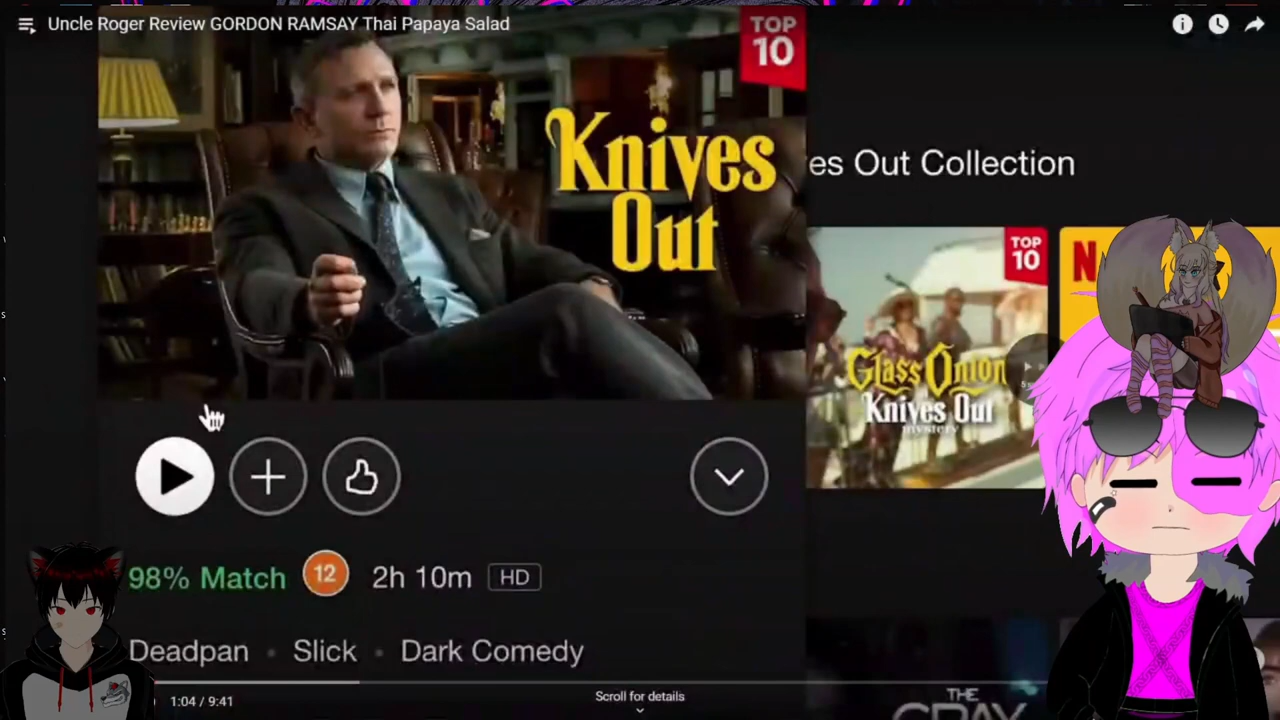 Uncle Roger Review GORDON RAMSAY Thai Papaya Salad
TOP
10
Knives
Out
es Out Collection
TOP
10
N
Glass Onion
Knives Out
mystery
98% Match 12 2h 10m HD
Deadpan • Slick • Dark Comedy
1:04 / 9:41
Scroll for details
THE
GRAY